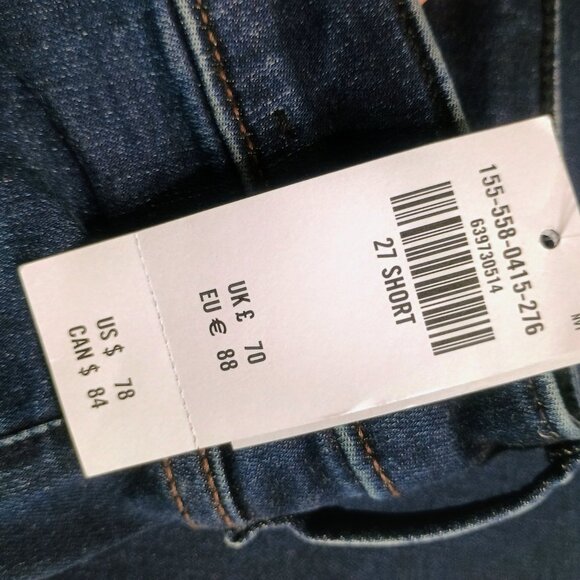 155-558-0415-276
639730514
27 SHORT
UK £ 70
EU € 88
US $ 78
CAN $ 84